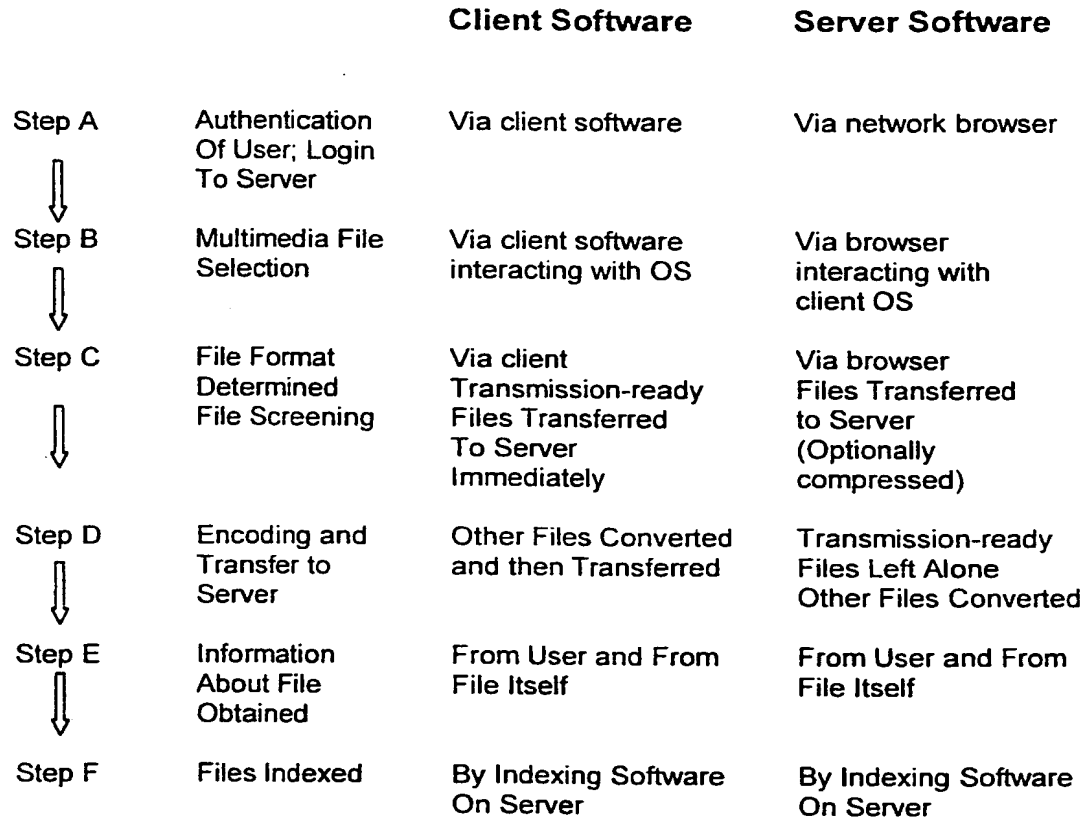 Client Software Server Software
Step A Authentication Via client software Via network browser
Of User; Login
To Server
Step B Multimedia File Via client software Via browser
Selection interacting with OS interacting with
client OS
Step C File Format Via client Via browser
Determined Transmission-ready Files Transferred
File Screening Files Transferred to Server
To Server (Optionally
Immediately compressed)
Step D Encoding and Other Files Converted Transmission-ready
Transfer to and then Transferred Files Left Alone
Server Other Files Converted
Step E Information From User and From From User and From
About File File Itself File Itself
Obtained
Step F Files Indexed By Indexing Software By Indexing Software
On Server On Server